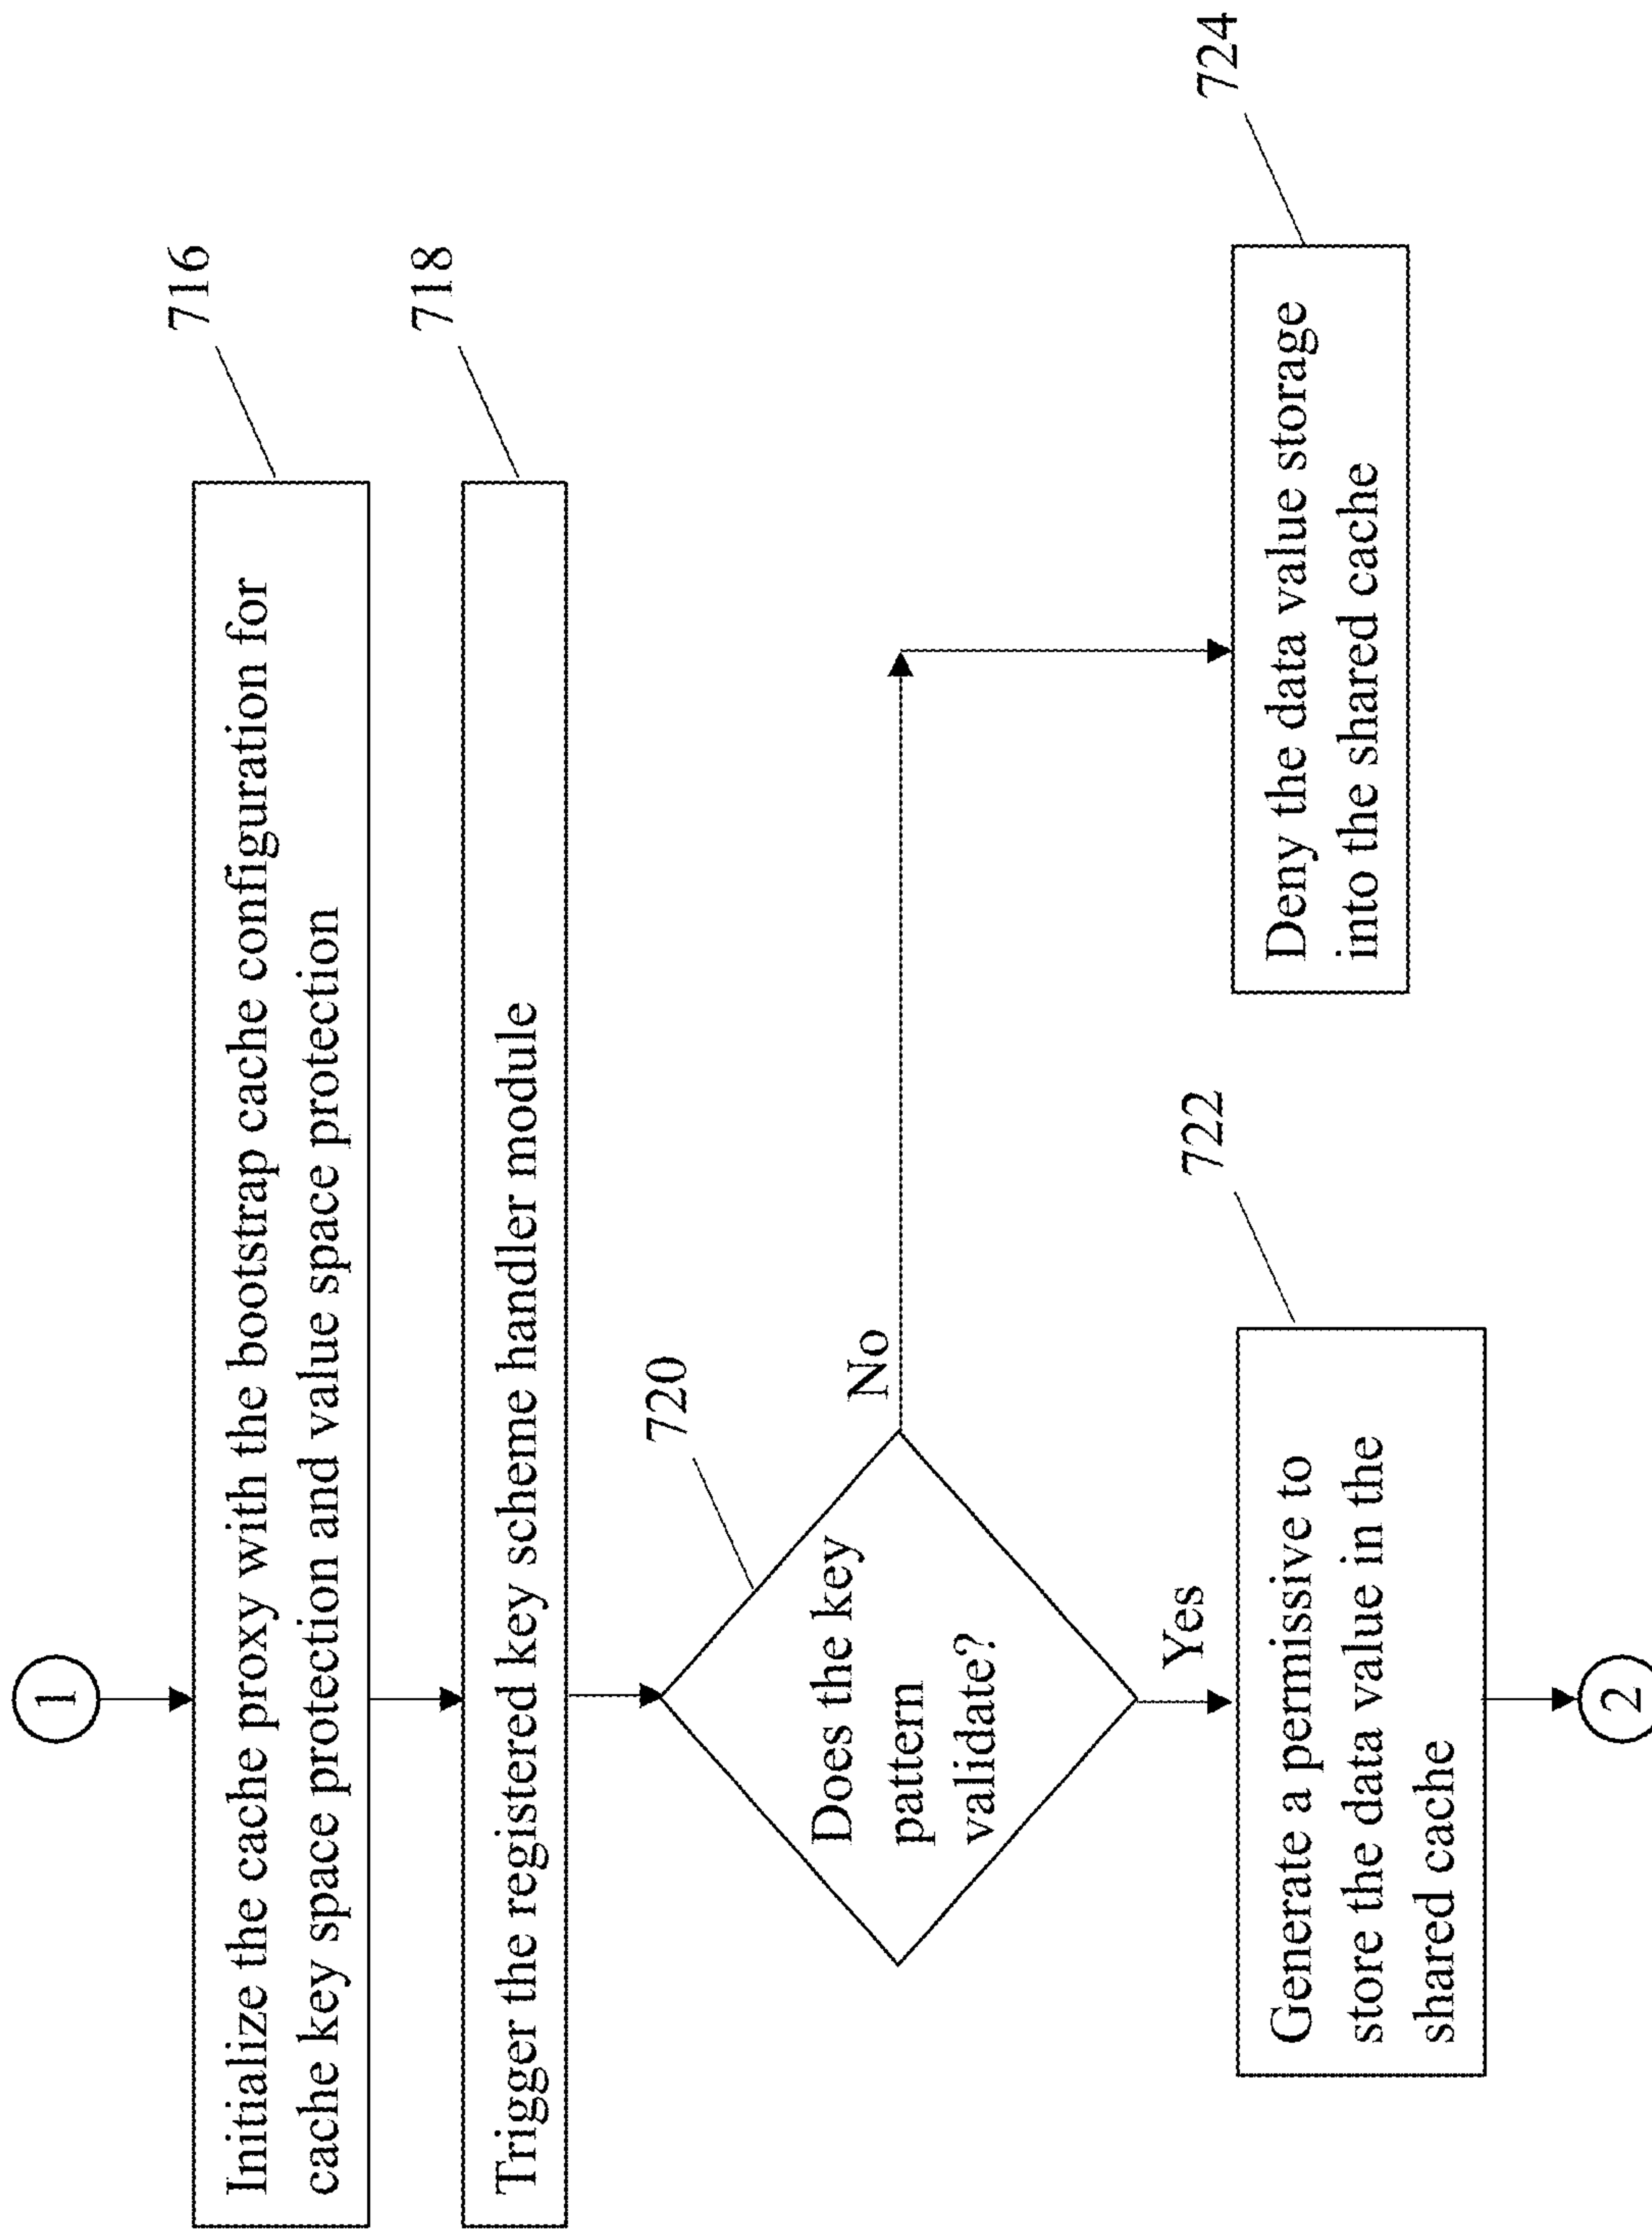 1
716
Initialize the cache proxy with the bootstrap cache configuration for
cache key space protection and value space protection
718
Trigger the registered key scheme handler module
720
Does the key
pattern
validate?
No
Yes
722
Generate a permissive to
store the data value in the
shared cache
724
Deny the data value storage
into the shared cache
2